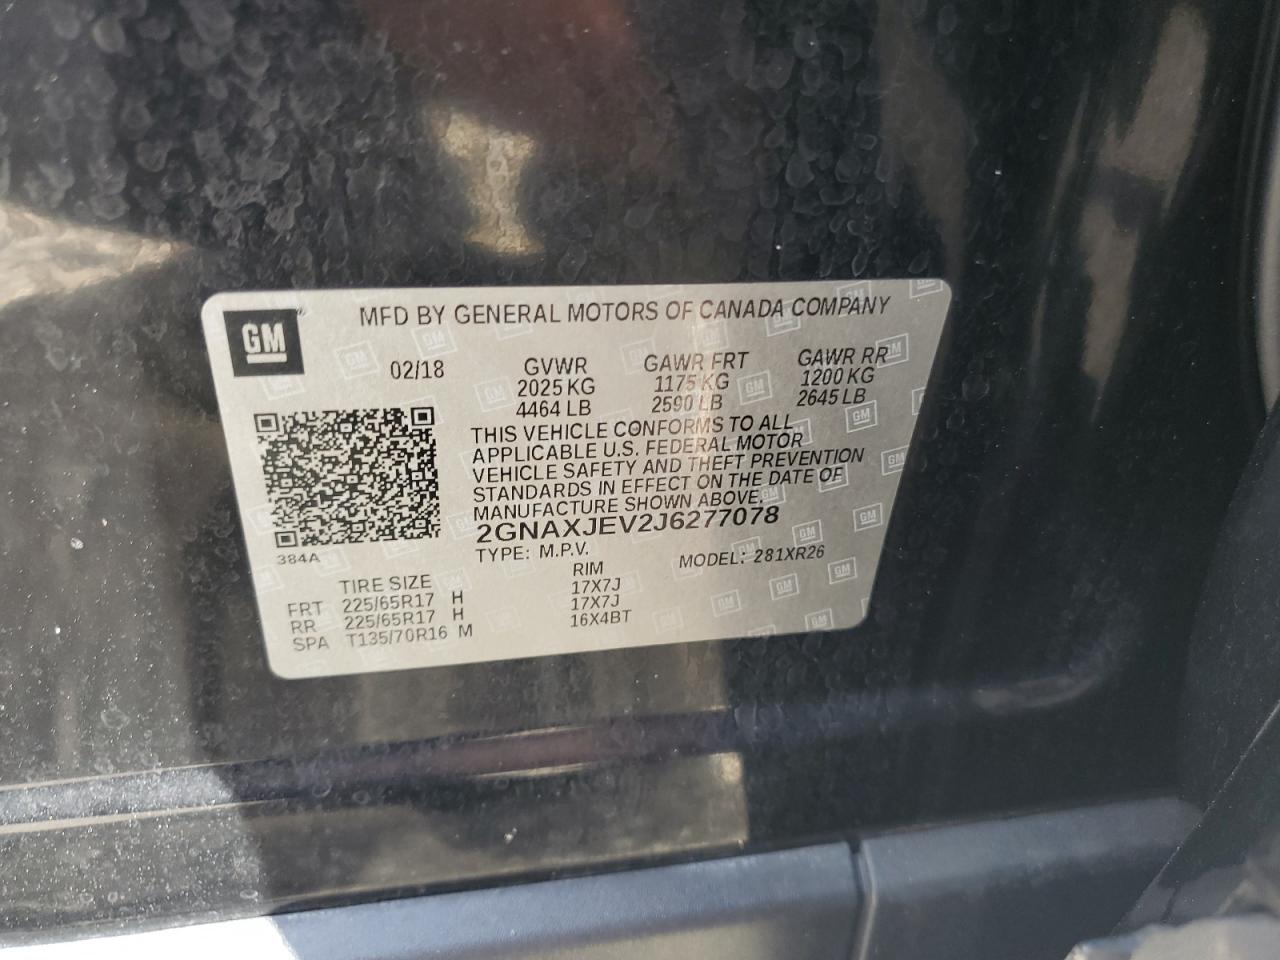 GM
MFD BY GENERAL MOTORS OF CANADA COMPANY
02/18 GVWR GAWR FRT GAWR RR
2025 KG 1175 KG 1200 KG
4464 LB 2590 LB 2645 LB
THIS VEHICLE CONFORMS TO ALL
APPLICABLE U.S. FEDERAL MOTOR
VEHICLE SAFETY AND THEFT PREVENTION
STANDARDS IN EFFECT ON THE DATE OF
MANUFACTURE SHOWN ABOVE.
2GNAXJEV2J6277078
384A
TYPE: M.P.V. MODEL: 281XR26
TIRE SIZE RIM
FRT 225/65R17 H 17X7J
RR 225/65R17 H 17X7J
SPA T135/70R16 M 16X4BT